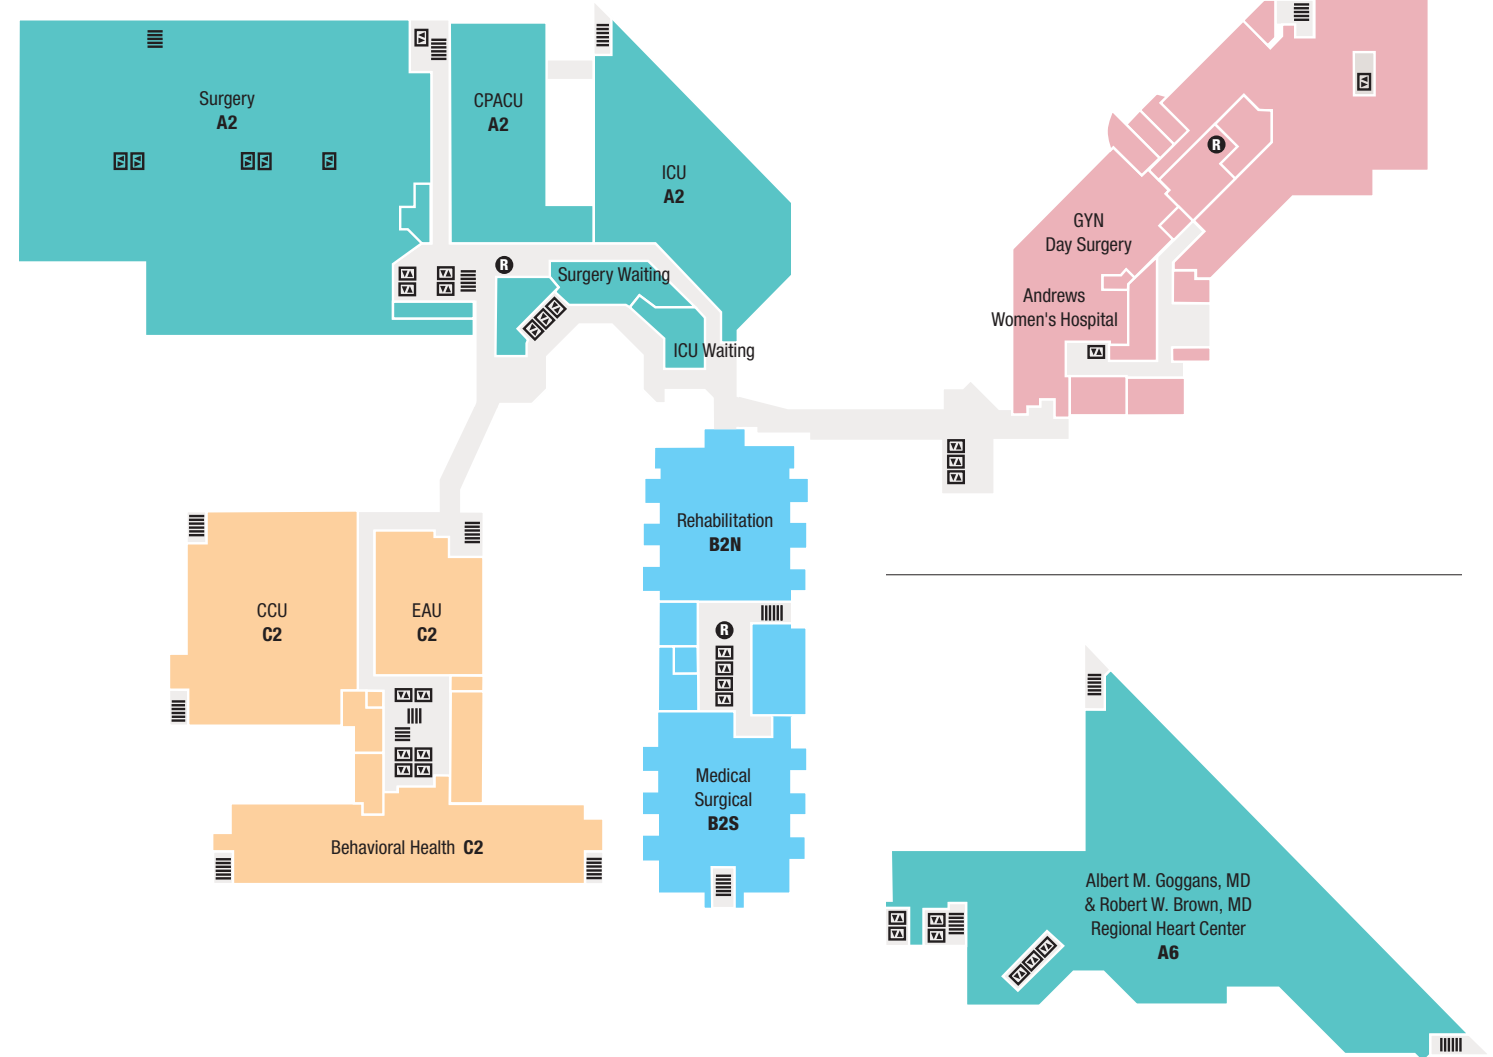 Surgery
A2
CPACU
A2
ICU
A2
R
Surgery Waiting
ICU Waiting
R
GYN
Day Surgery
Andrews
Women's Hospital
CCU
C2
EAU
C2
Behavioral Health C2
Rehabilitation
B2N
R
Medical
Surgical
B2S
Albert M. Goggans, MD
& Robert W. Brown, MD
Regional Heart Center
A6